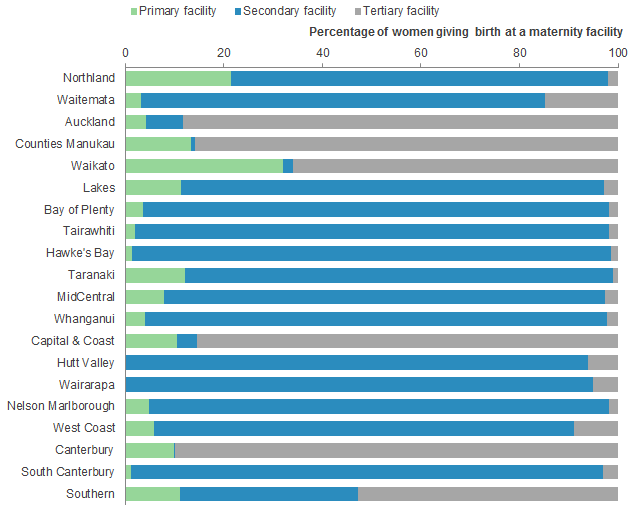 Primary facility Secondary facility Tertiary facility
Percentage of women giving birth at a maternity facility
0 20 40 60 80 100
Northland
Waitemata
Auckland
Counties Manukau
Waikato
Lakes
Bay of Plenty
Tairawhiti
Hawke's Bay
Taranaki
MidCentral
Whanganui
Capital & Coast
Hutt Valley
Wairarapa
Nelson Marlborough
West Coast
Canterbury
South Canterbury
Southern